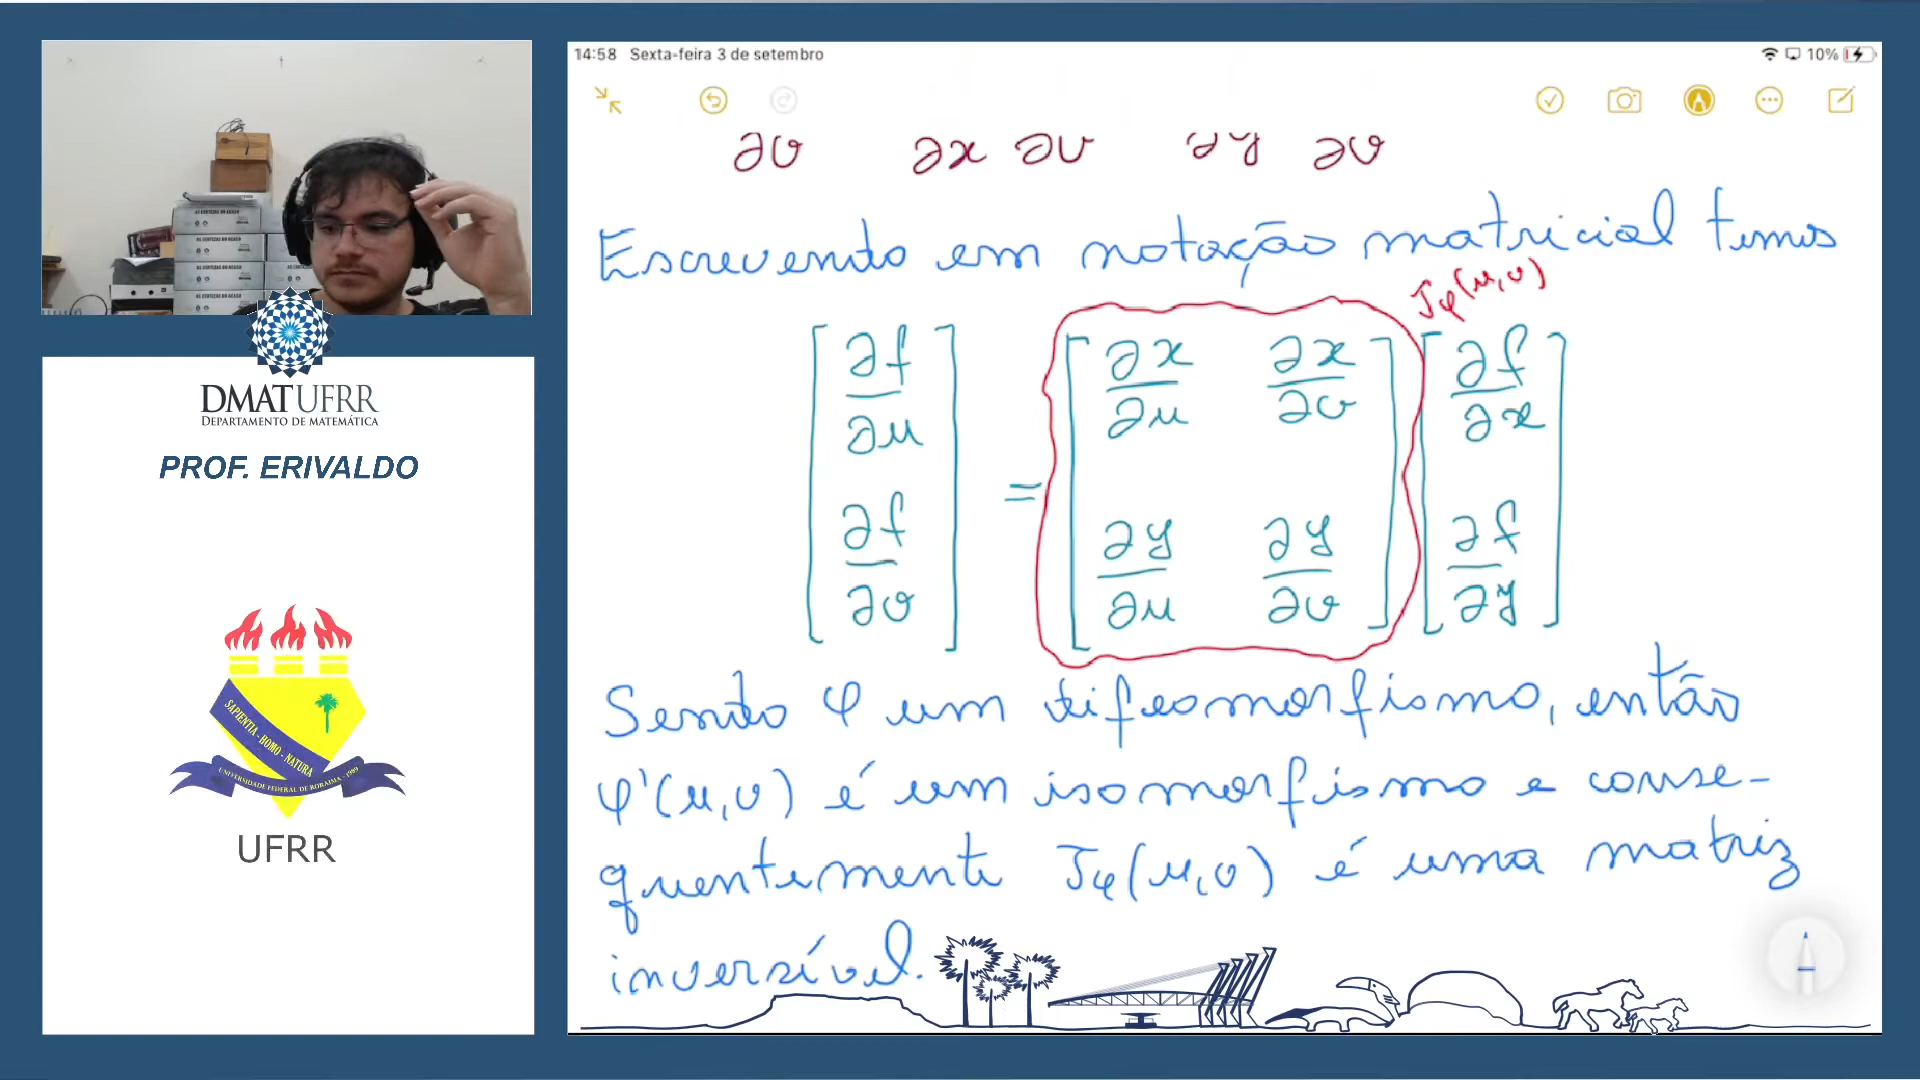 14:58 Sexta-feira 3 de setembro 10%
∂v ∂x ∂v ∂y ∂v
Escrevendo em notação matricial temos
Jφ(u,v)
[∂f/∂u] = [∂x/∂u ∂x/∂v] [∂f/∂x]
[∂f/∂v] [∂y/∂u ∂y/∂v] [∂f/∂y]
Sendo φ um difeomorfismo, então
φ'(u,v) é um isomorfismo e conse-
quentemente Jφ(u,v) é uma matriz
inversível.
DMATUFRR
DEPARTAMENTO DE MATEMÁTICA
PROF. ERIVALDO
SAPIENTIA - HOMO - NATURA
UNIVERSIDADE FEDERAL DE RORAIMA - 1989
UFRR